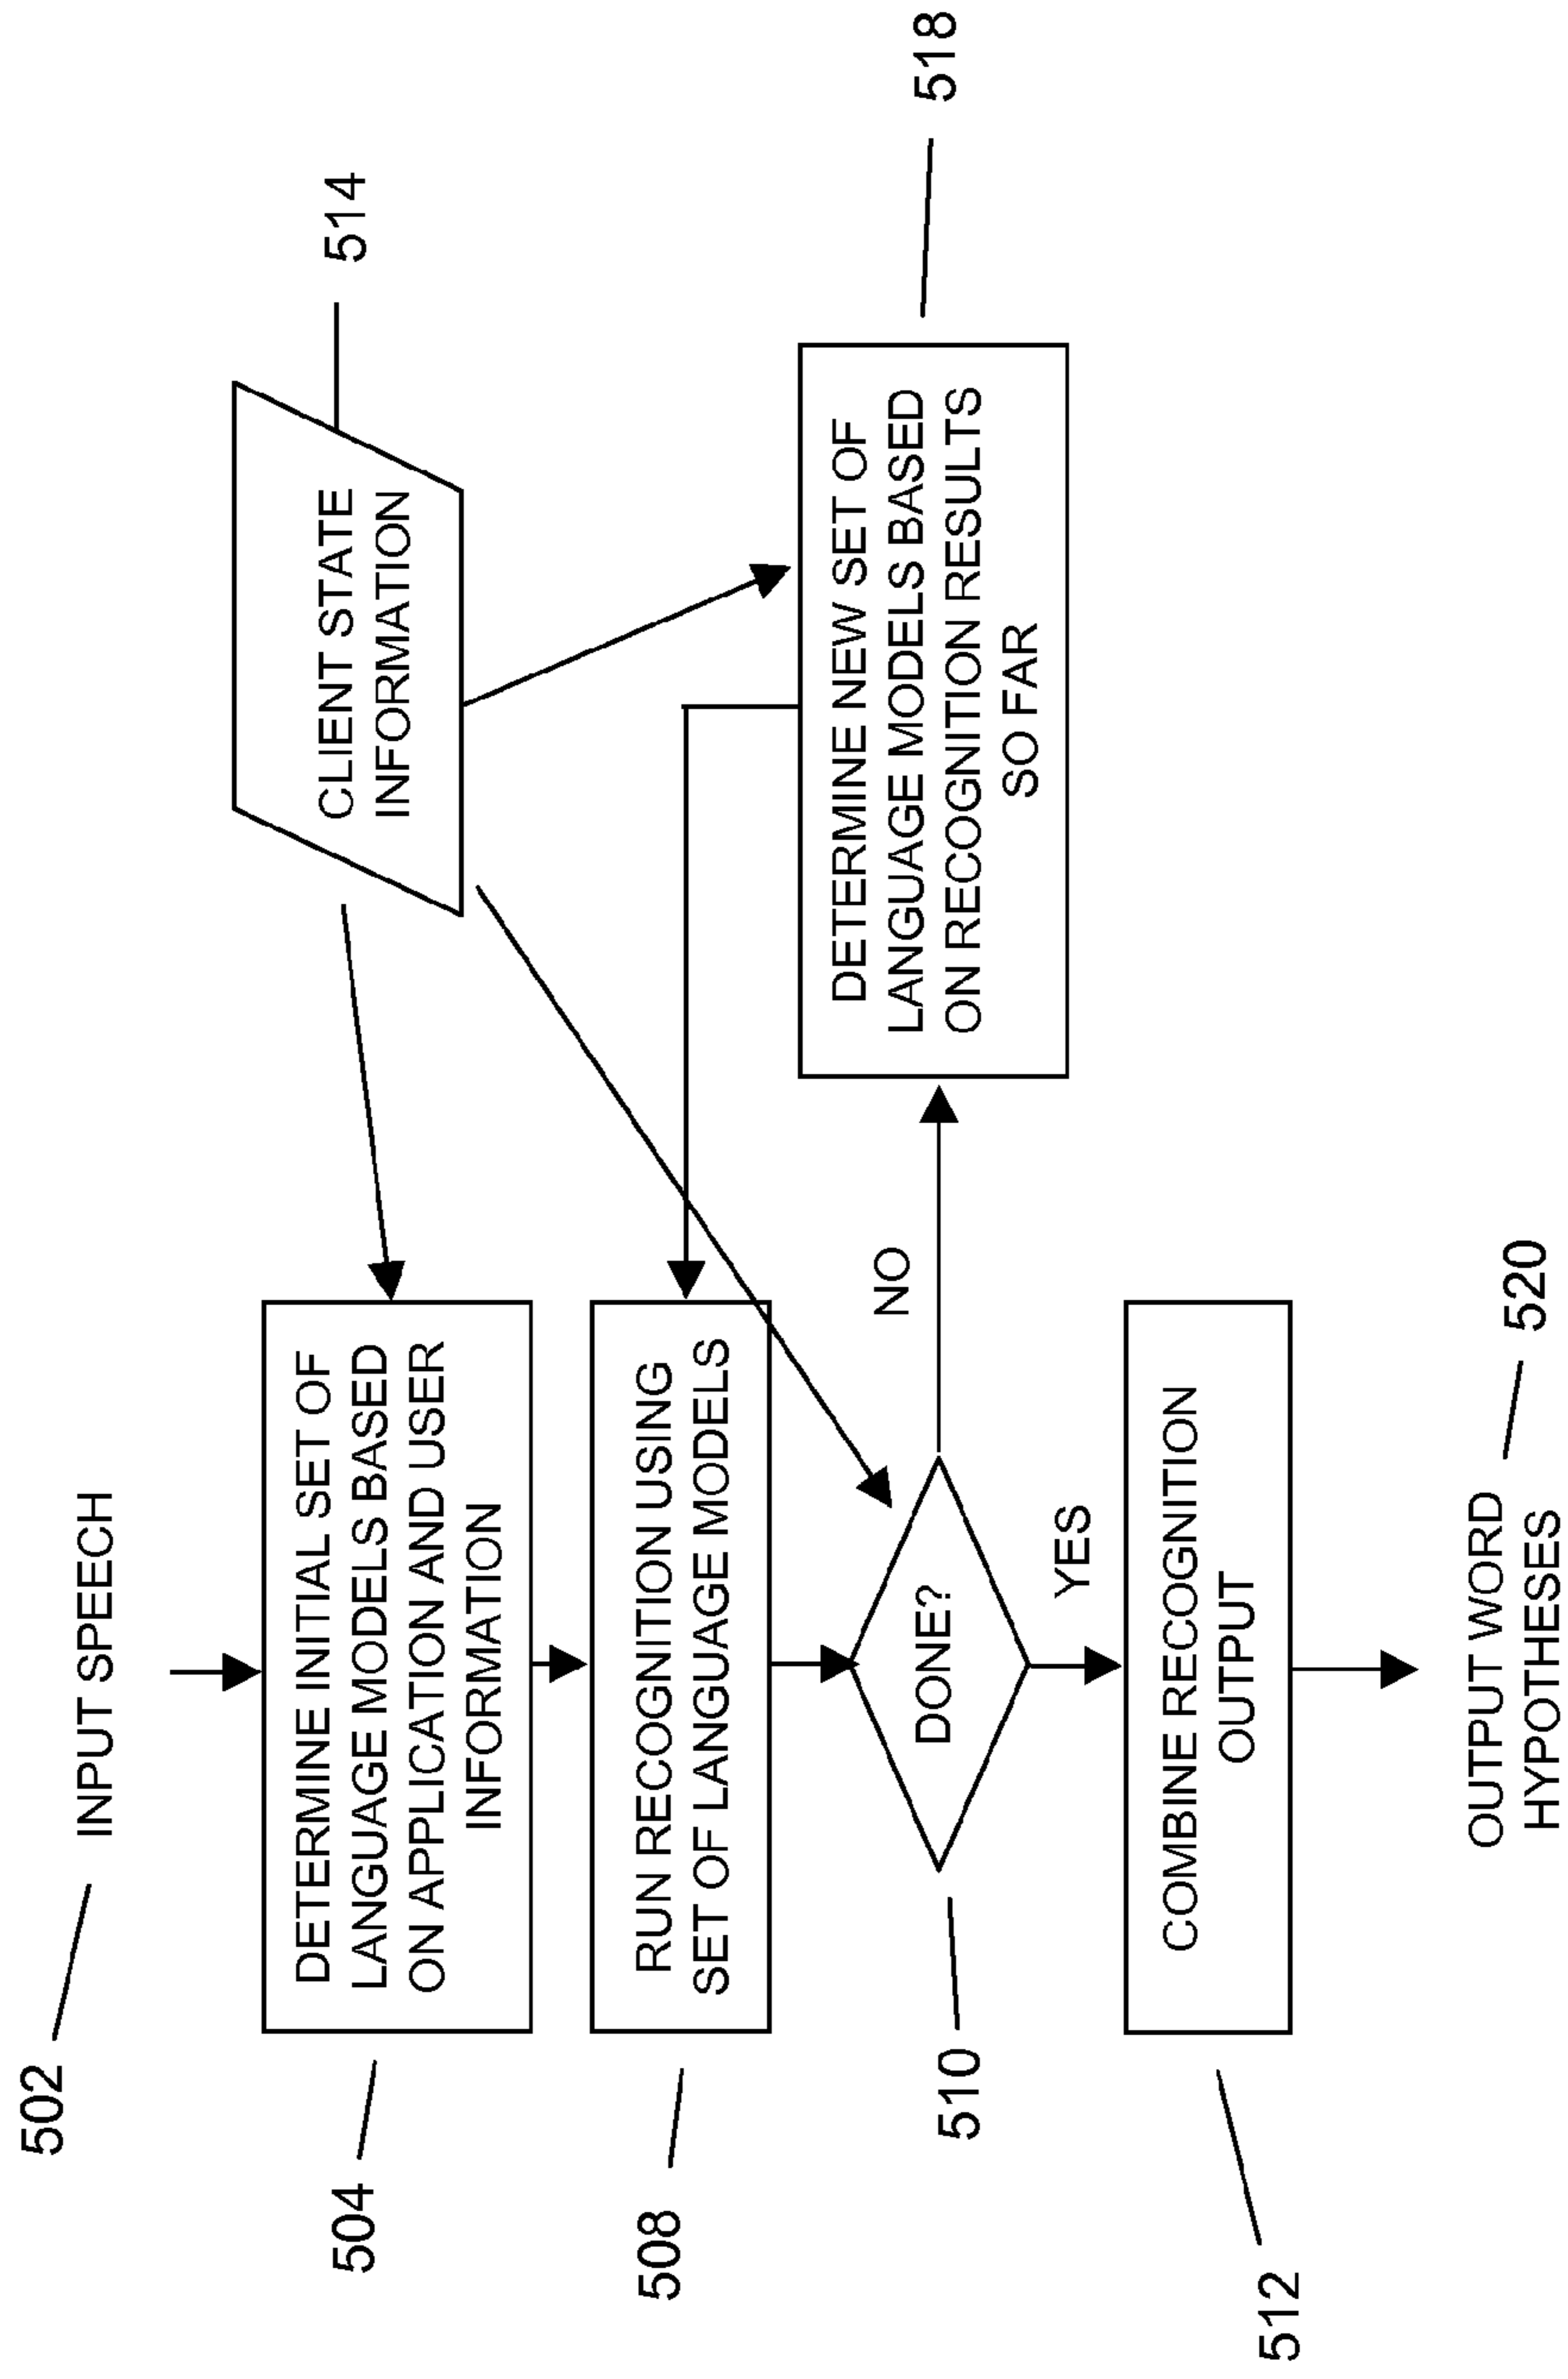 502
INPUT SPEECH
504
DETERMINE INITIAL SET OF
LANGUAGE MODELS BASED
ON APPLICATION AND USER
INFORMATION
CLIENT STATE
INFORMATION
514
508
RUN RECOGNITION USING
SET OF LANGUAGE MODELS
510
DONE?
NO
DETERMINE NEW SET OF
LANGUAGE MODELS BASED
ON RECOGNITION RESULTS
SO FAR
518
YES
512
COMBINE RECOGNITION
OUTPUT
OUTPUT WORD
HYPOTHESES
520